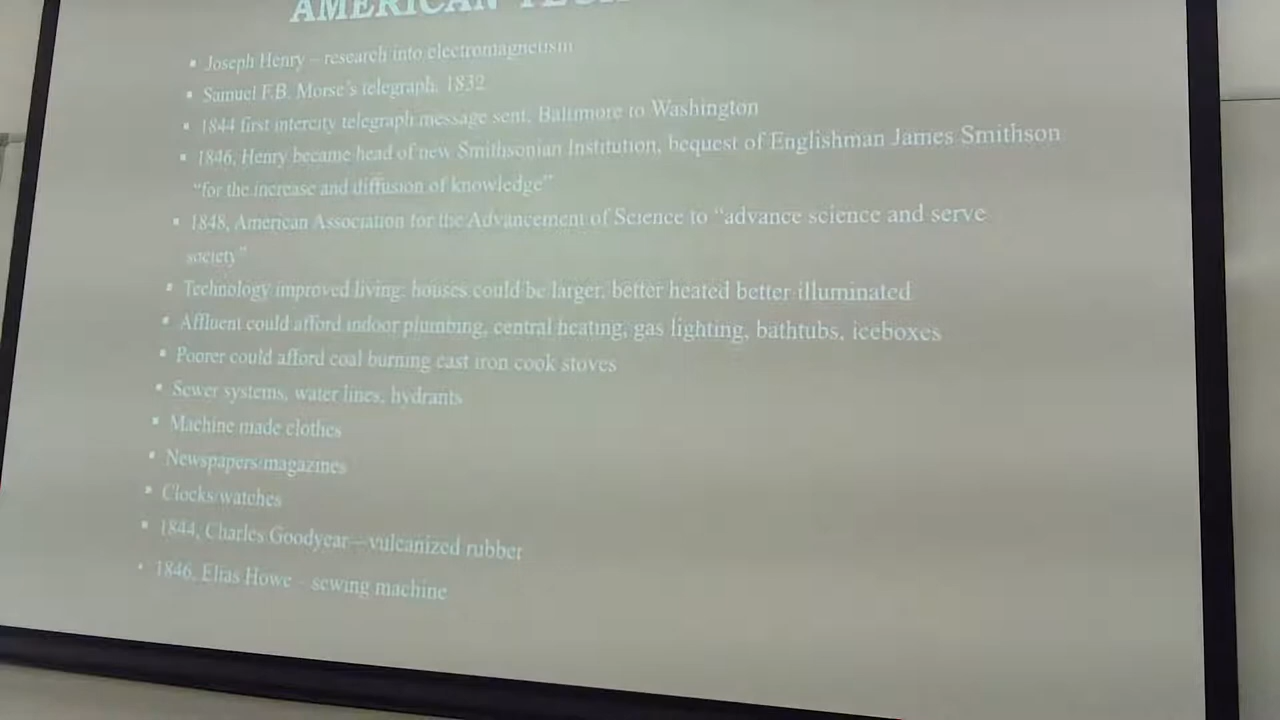 AMERICAN
▪ Joseph Henry – research into electromagnetism
▪ Samuel F.B. Morse's telegraph, 1832
▪ 1844 first intercity telegraph message sent, Baltimore to Washington
▪ 1846, Henry became head of new Smithsonian Institution, bequest of Englishman James Smithson
"for the increase and diffusion of knowledge"
▪ 1848, American Association for the Advancement of Science to "advance science and serve
society"
▪ Technology improved living: houses could be larger, better heated better illuminated
▪ Affluent could afford indoor plumbing, central heating, gas lighting, bathtubs, iceboxes
▪ Poorer could afford coal burning cast iron cook stoves
▪ Sewer systems, water lines, hydrants
▪ Machine made clothes
▪ Newspapers/magazines
▪ Clocks/watches
▪ 1844, Charles Goodyear – vulcanized rubber
▪ 1846, Elias Howe – sewing machine